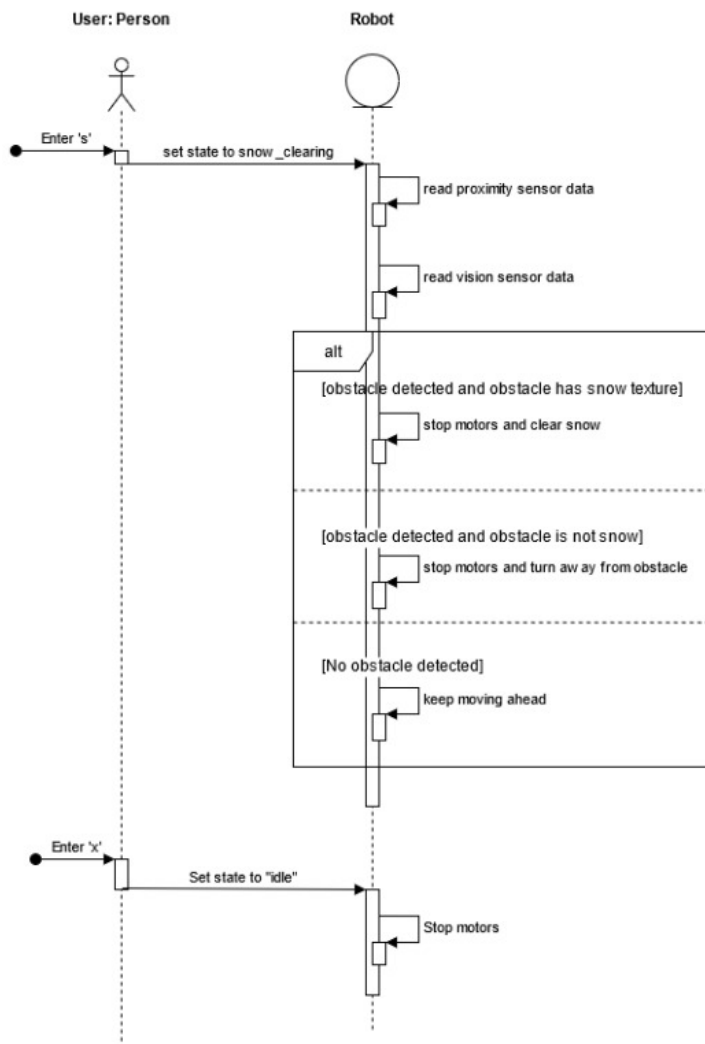 User: Person
Robot
Enter 's'
set state to snow_clearing
read proximity sensor data
read vision sensor data
alt
[obstacle detected and obstacle has snow texture]
stop motors and clear snow
[obstacle detected and obstacle is not snow]
stop motors and turn away from obstacle
[No obstacle detected]
keep moving ahead
Enter 'x'
Set state to "idle"
Stop motors